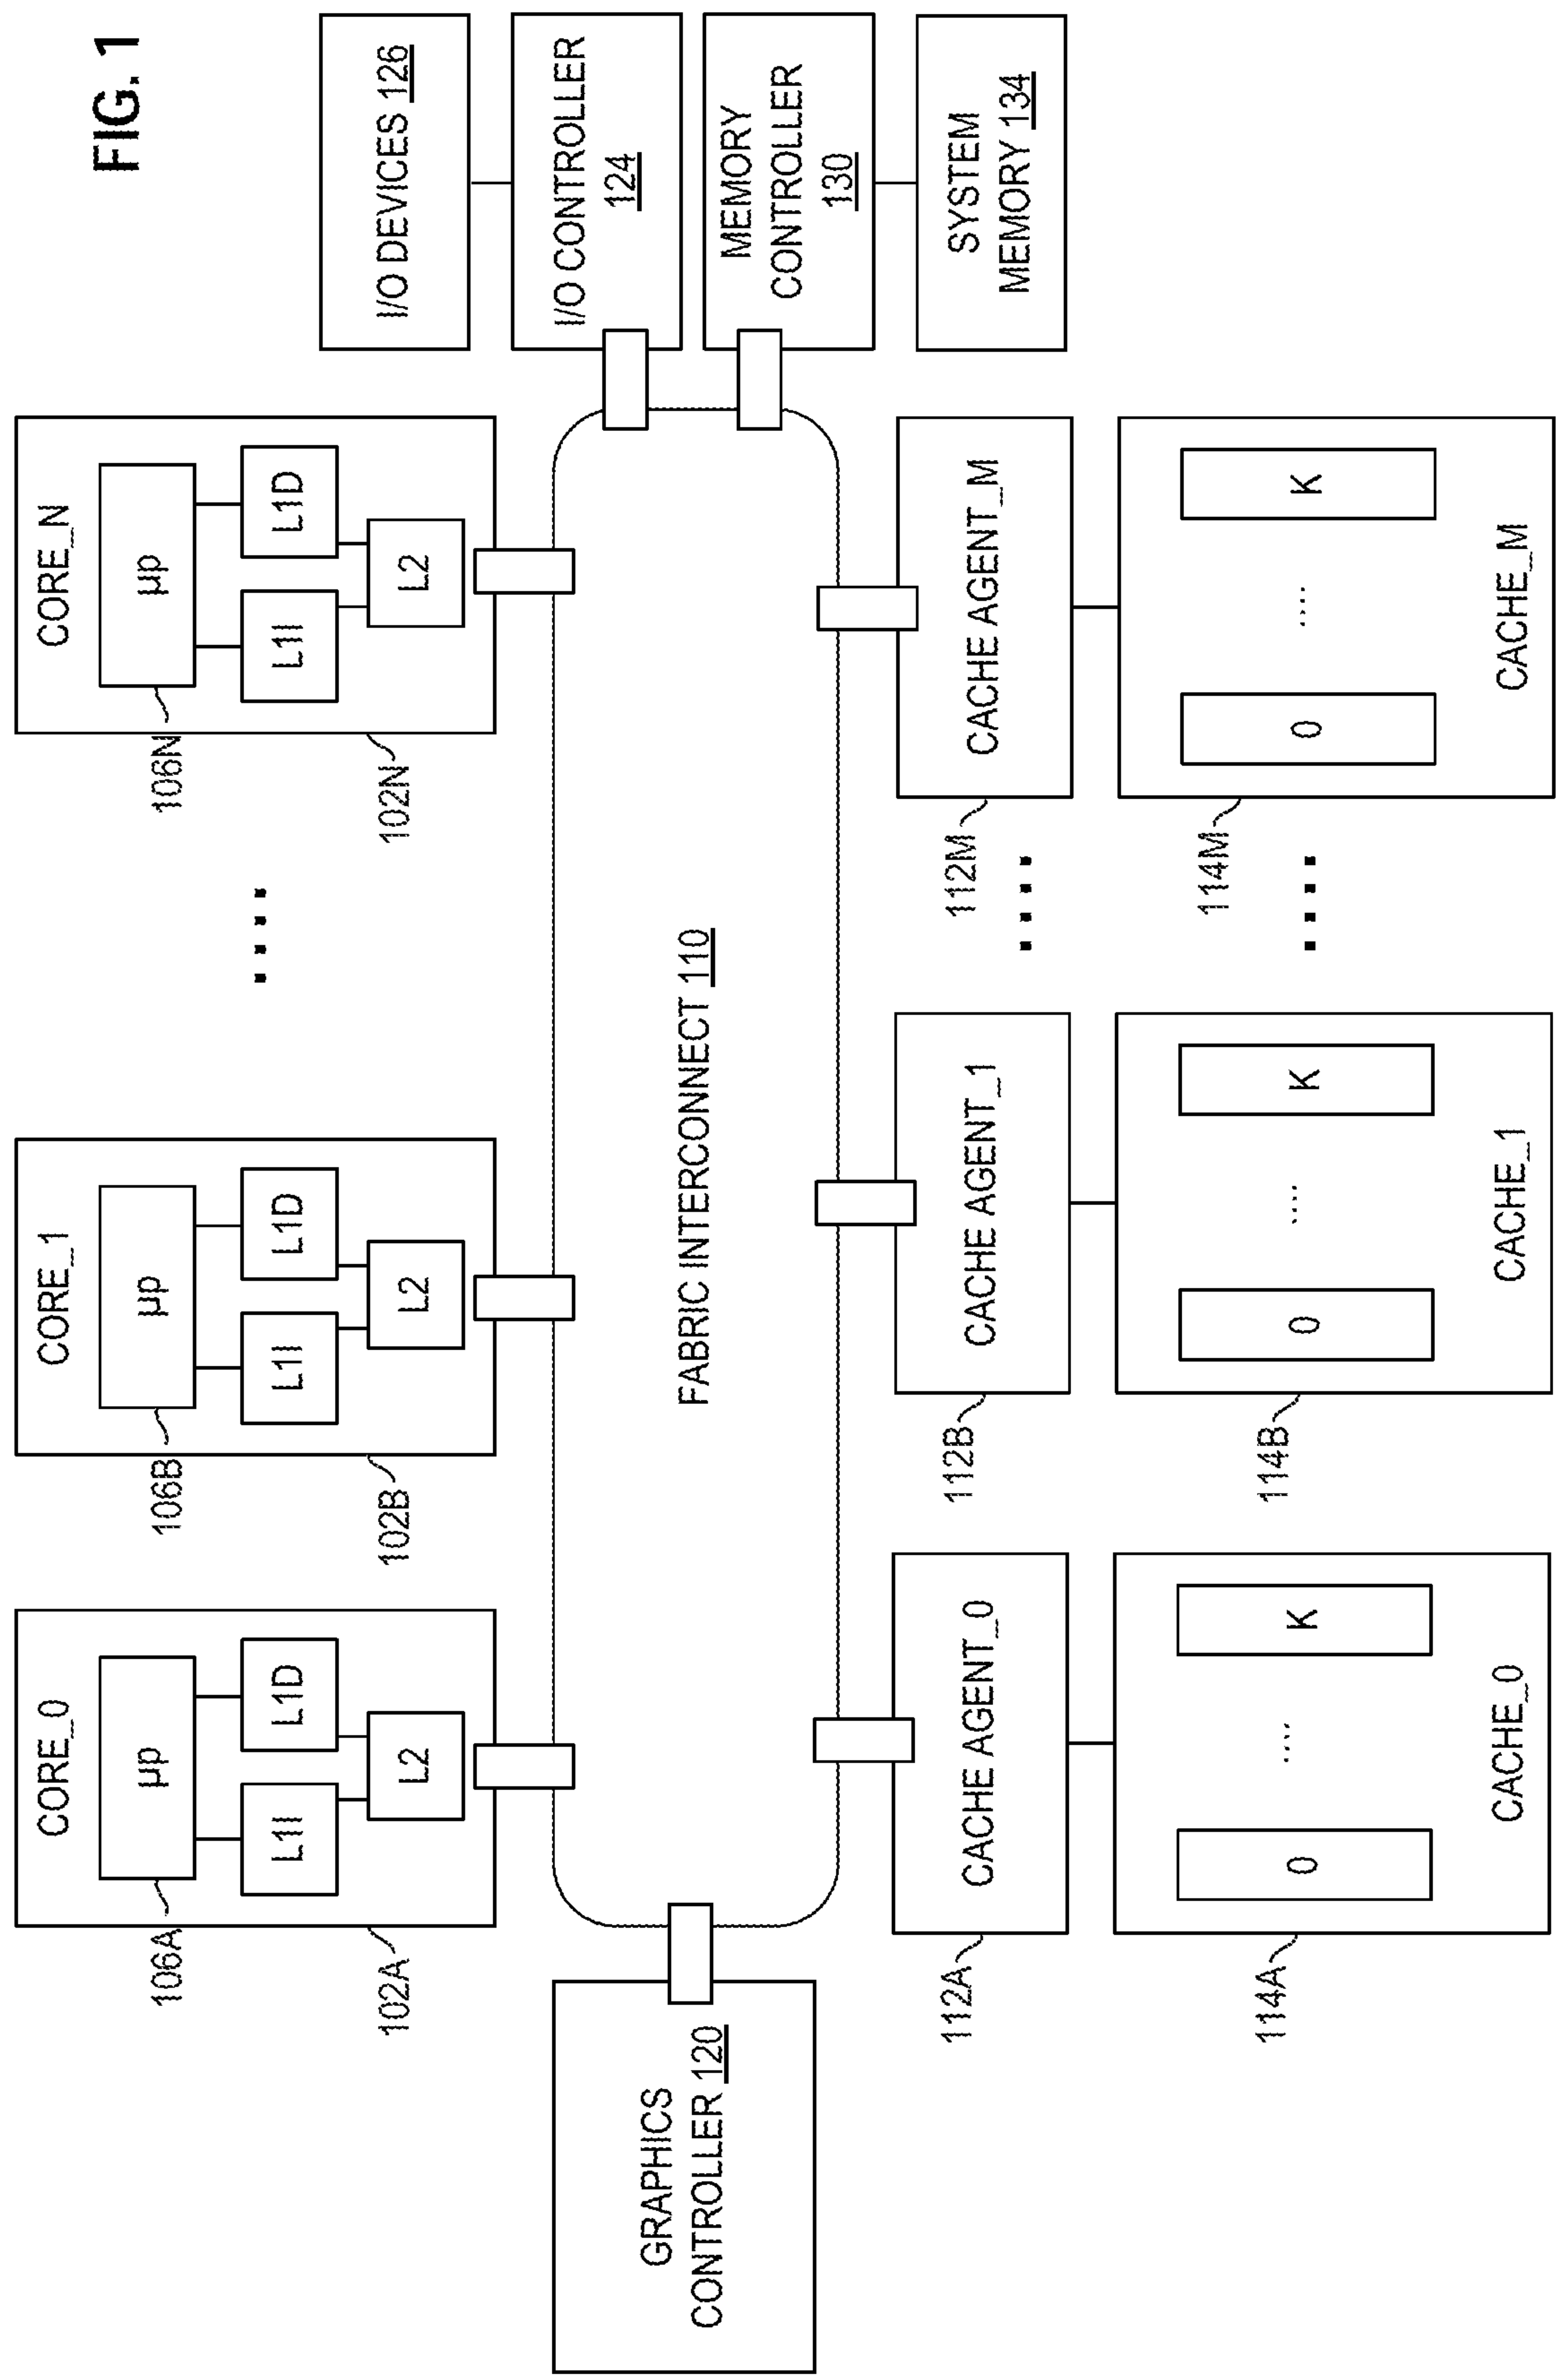 FIG. 1
CORE_0
µp
L1I
L1D
L2
106A
102A
CORE_1
µp
L1I
L1D
L2
106B
102B
....
CORE_N
µp
L1I
L1D
L2
106N
102N
I/O DEVICES 126
I/O CONTROLLER
124
MEMORY
CONTROLLER
130
SYSTEM
MEMORY 134
GRAPHICS
CONTROLLER 120
FABRIC INTERCONNECT 110
CACHE AGENT_0
112A
0
....
K
CACHE_0
114A
CACHE AGENT_1
112B
0
....
K
CACHE_1
114B
....
....
CACHE AGENT_M
112M
0
....
K
CACHE_M
114M